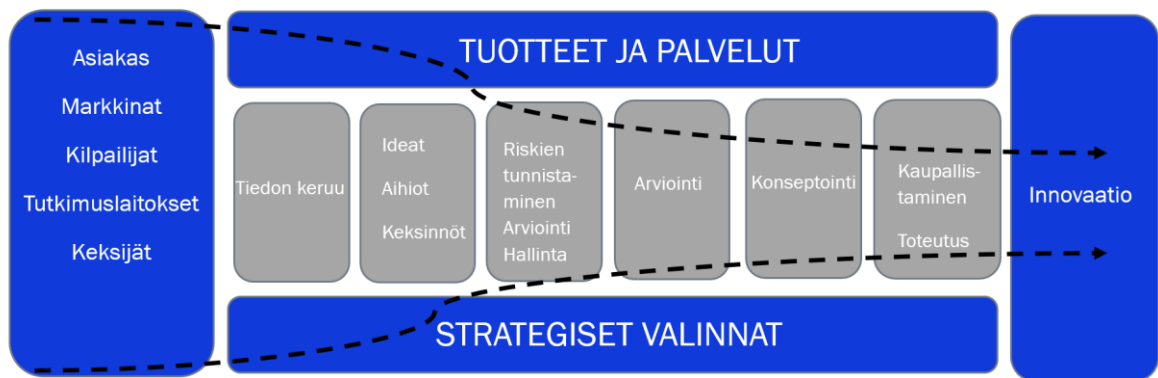 Asiakas
Markkinat
Kilpailijat
Tutkimuslaitokset
Keksijät
TUOTTEET JA PALVELUT
Tiedon keruu
Ideat
Aihiot
Keksinnöt
Riskien
tunnista-
minen
Arviointi
Hallinta
Arviointi
Konseptointi
Kaupallis-
taminen
Toteutus
STRATEGISET VALINNAT
Innovaatio